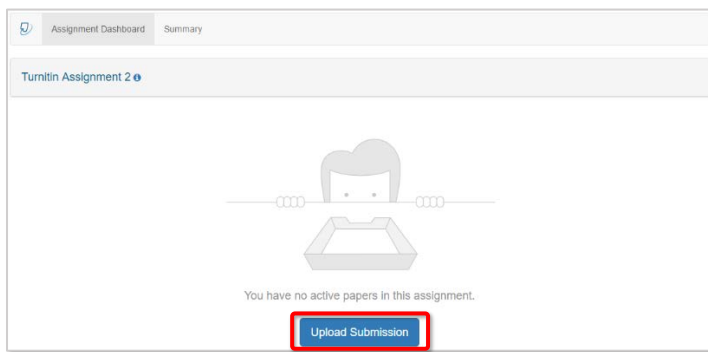 Assignment Dashboard Summary
Turnitin Assignment 2
You have no active papers in this assignment.
Upload Submission